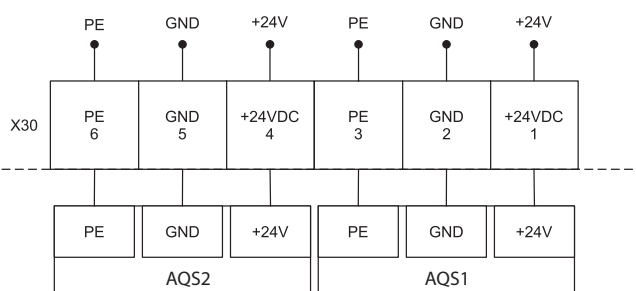 PE GND +24V PE GND +24V
X30
PE GND +24VDC PE GND +24VDC
6 5 4 3 2 1
PE GND +24V PE GND +24V
AQS2 AQS1